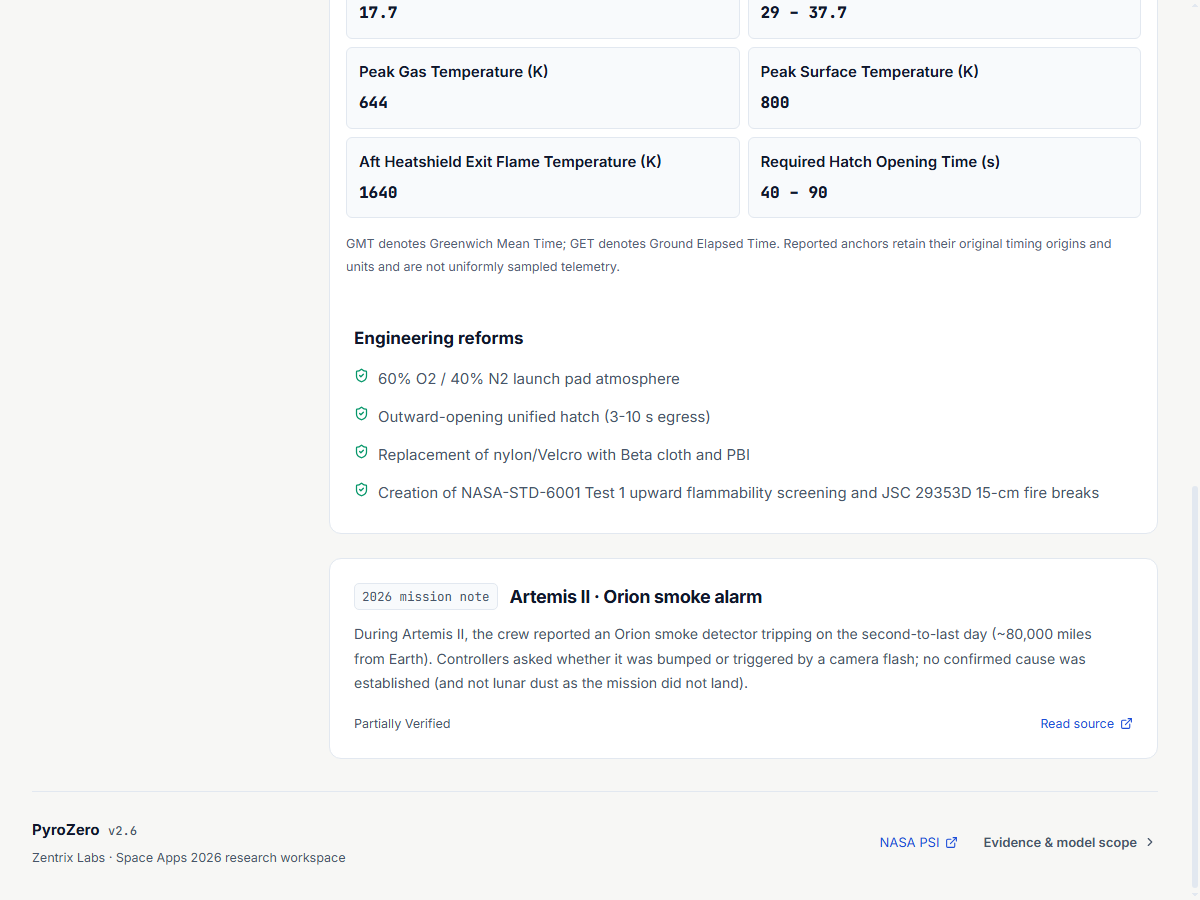 17.7
29 – 37.7
Peak Gas Temperature (K)
644
Peak Surface Temperature (K)
800
Aft Heatshield Exit Flame Temperature (K)
1640
Required Hatch Opening Time (s)
40 – 90
GMT denotes Greenwich Mean Time; GET denotes Ground Elapsed Time. Reported anchors retain their original timing origins and
units and are not uniformly sampled telemetry.
Engineering reforms
60% O2 / 40% N2 launch pad atmosphere
Outward-opening unified hatch (3-10 s egress)
Replacement of nylon/Velcro with Beta cloth and PBI
Creation of NASA-STD-6001 Test 1 upward flammability screening and JSC 29353D 15-cm fire breaks
2026 mission note
Artemis II · Orion smoke alarm
During Artemis II, the crew reported an Orion smoke detector tripping on the second-to-last day (~80,000 miles
from Earth). Controllers asked whether it was bumped or triggered by a camera flash; no confirmed cause was
established (and not lunar dust as the mission did not land).
Partially Verified
Read source
PyroZero v2.6
Zentrix Labs · Space Apps 2026 research workspace
NASA PSI
Evidence & model scope